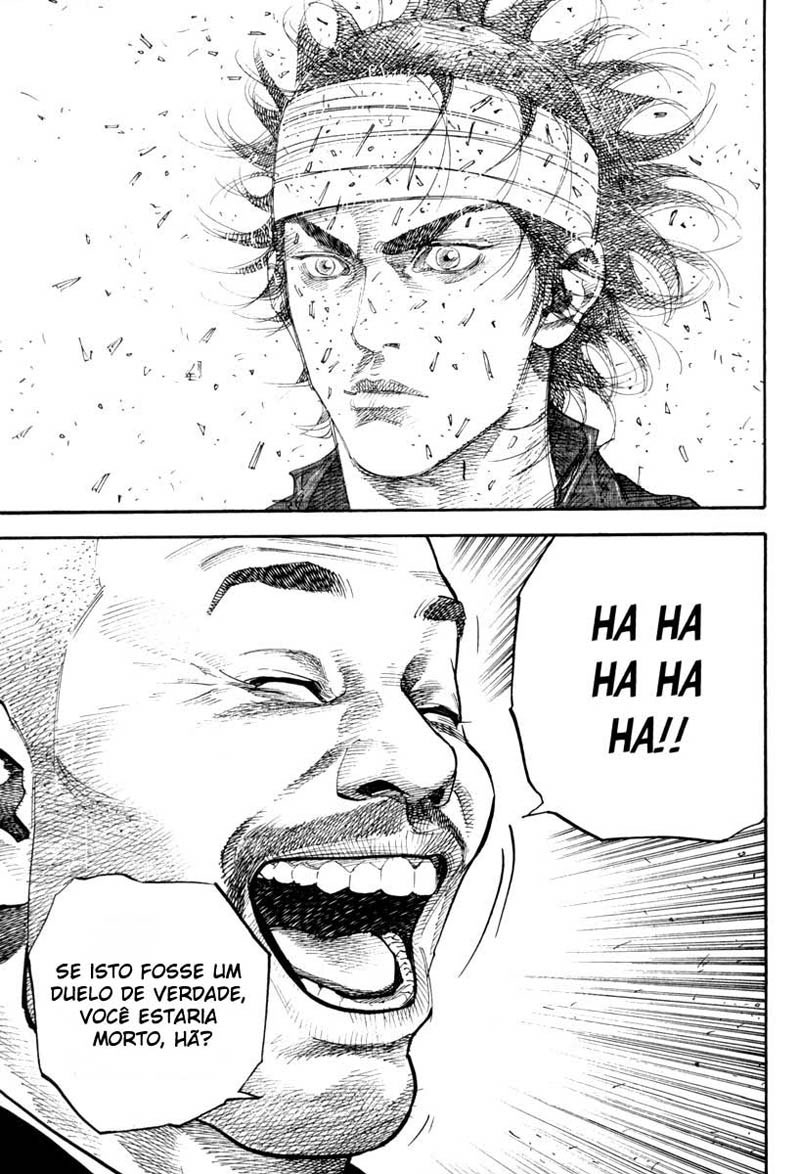 HA HA
HA HA
HA!!
SE ISTO FOSSE UM
DUELO DE VERDADE,
VOCÊ ESTARIA
MORTO, HÃ?